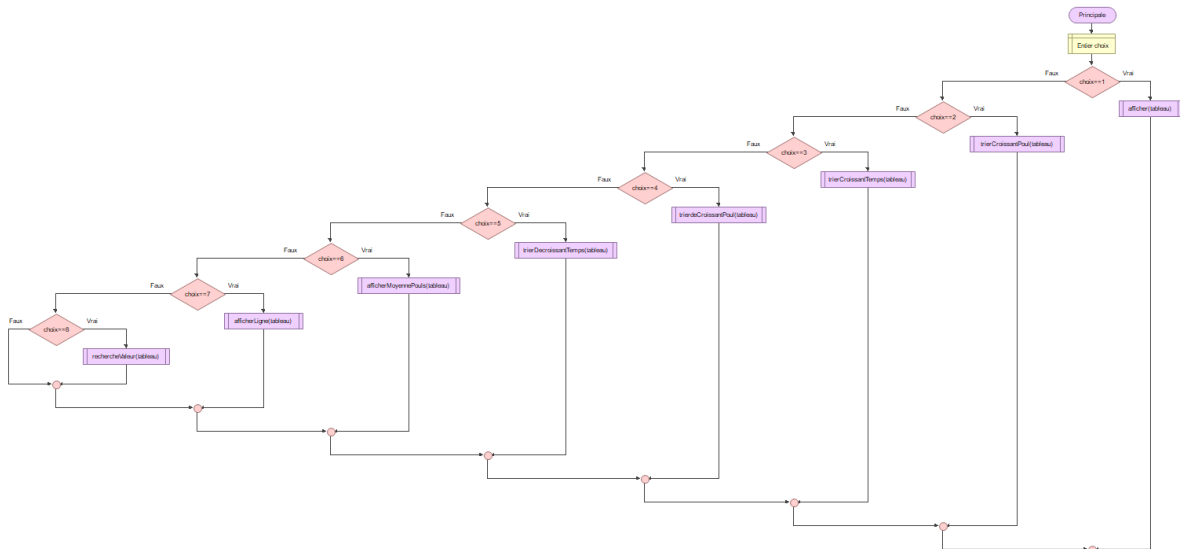 Principale
Entier choix
Faux
Vrai
choix==1
afficher(tableau)
Faux
Vrai
choix==2
trierCroissantPoul(tableau)
Faux
Vrai
choix==3
trierCroissantTemps(tableau)
Faux
Vrai
choix==4
trierdeCroissantPoul(tableau)
Faux
Vrai
choix==5
trierDecroissantTemps(tableau)
Faux
Vrai
choix==6
afficherMoyennePouls(tableau)
Faux
Vrai
choix==7
afficherLigne(tableau)
Faux
Vrai
rechercheValeur(tableau)